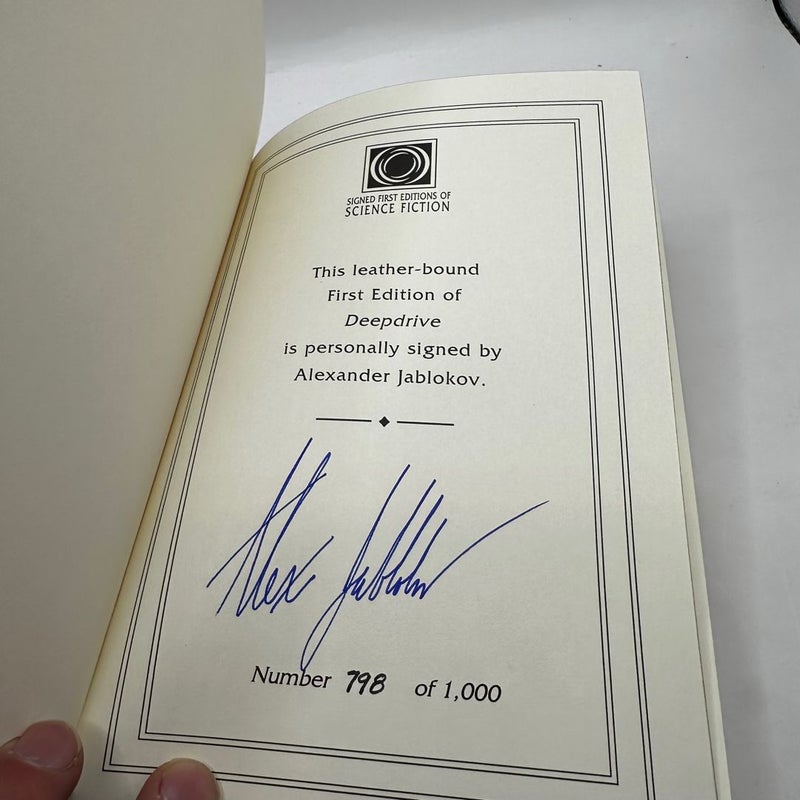 SIGNED FIRST EDITIONS OF
SCIENCE FICTION
This leather-bound
First Edition of
Deepdrive
is personally signed by
Alexander Jablokov.
Alex Jablokov
Number 798 of 1,000